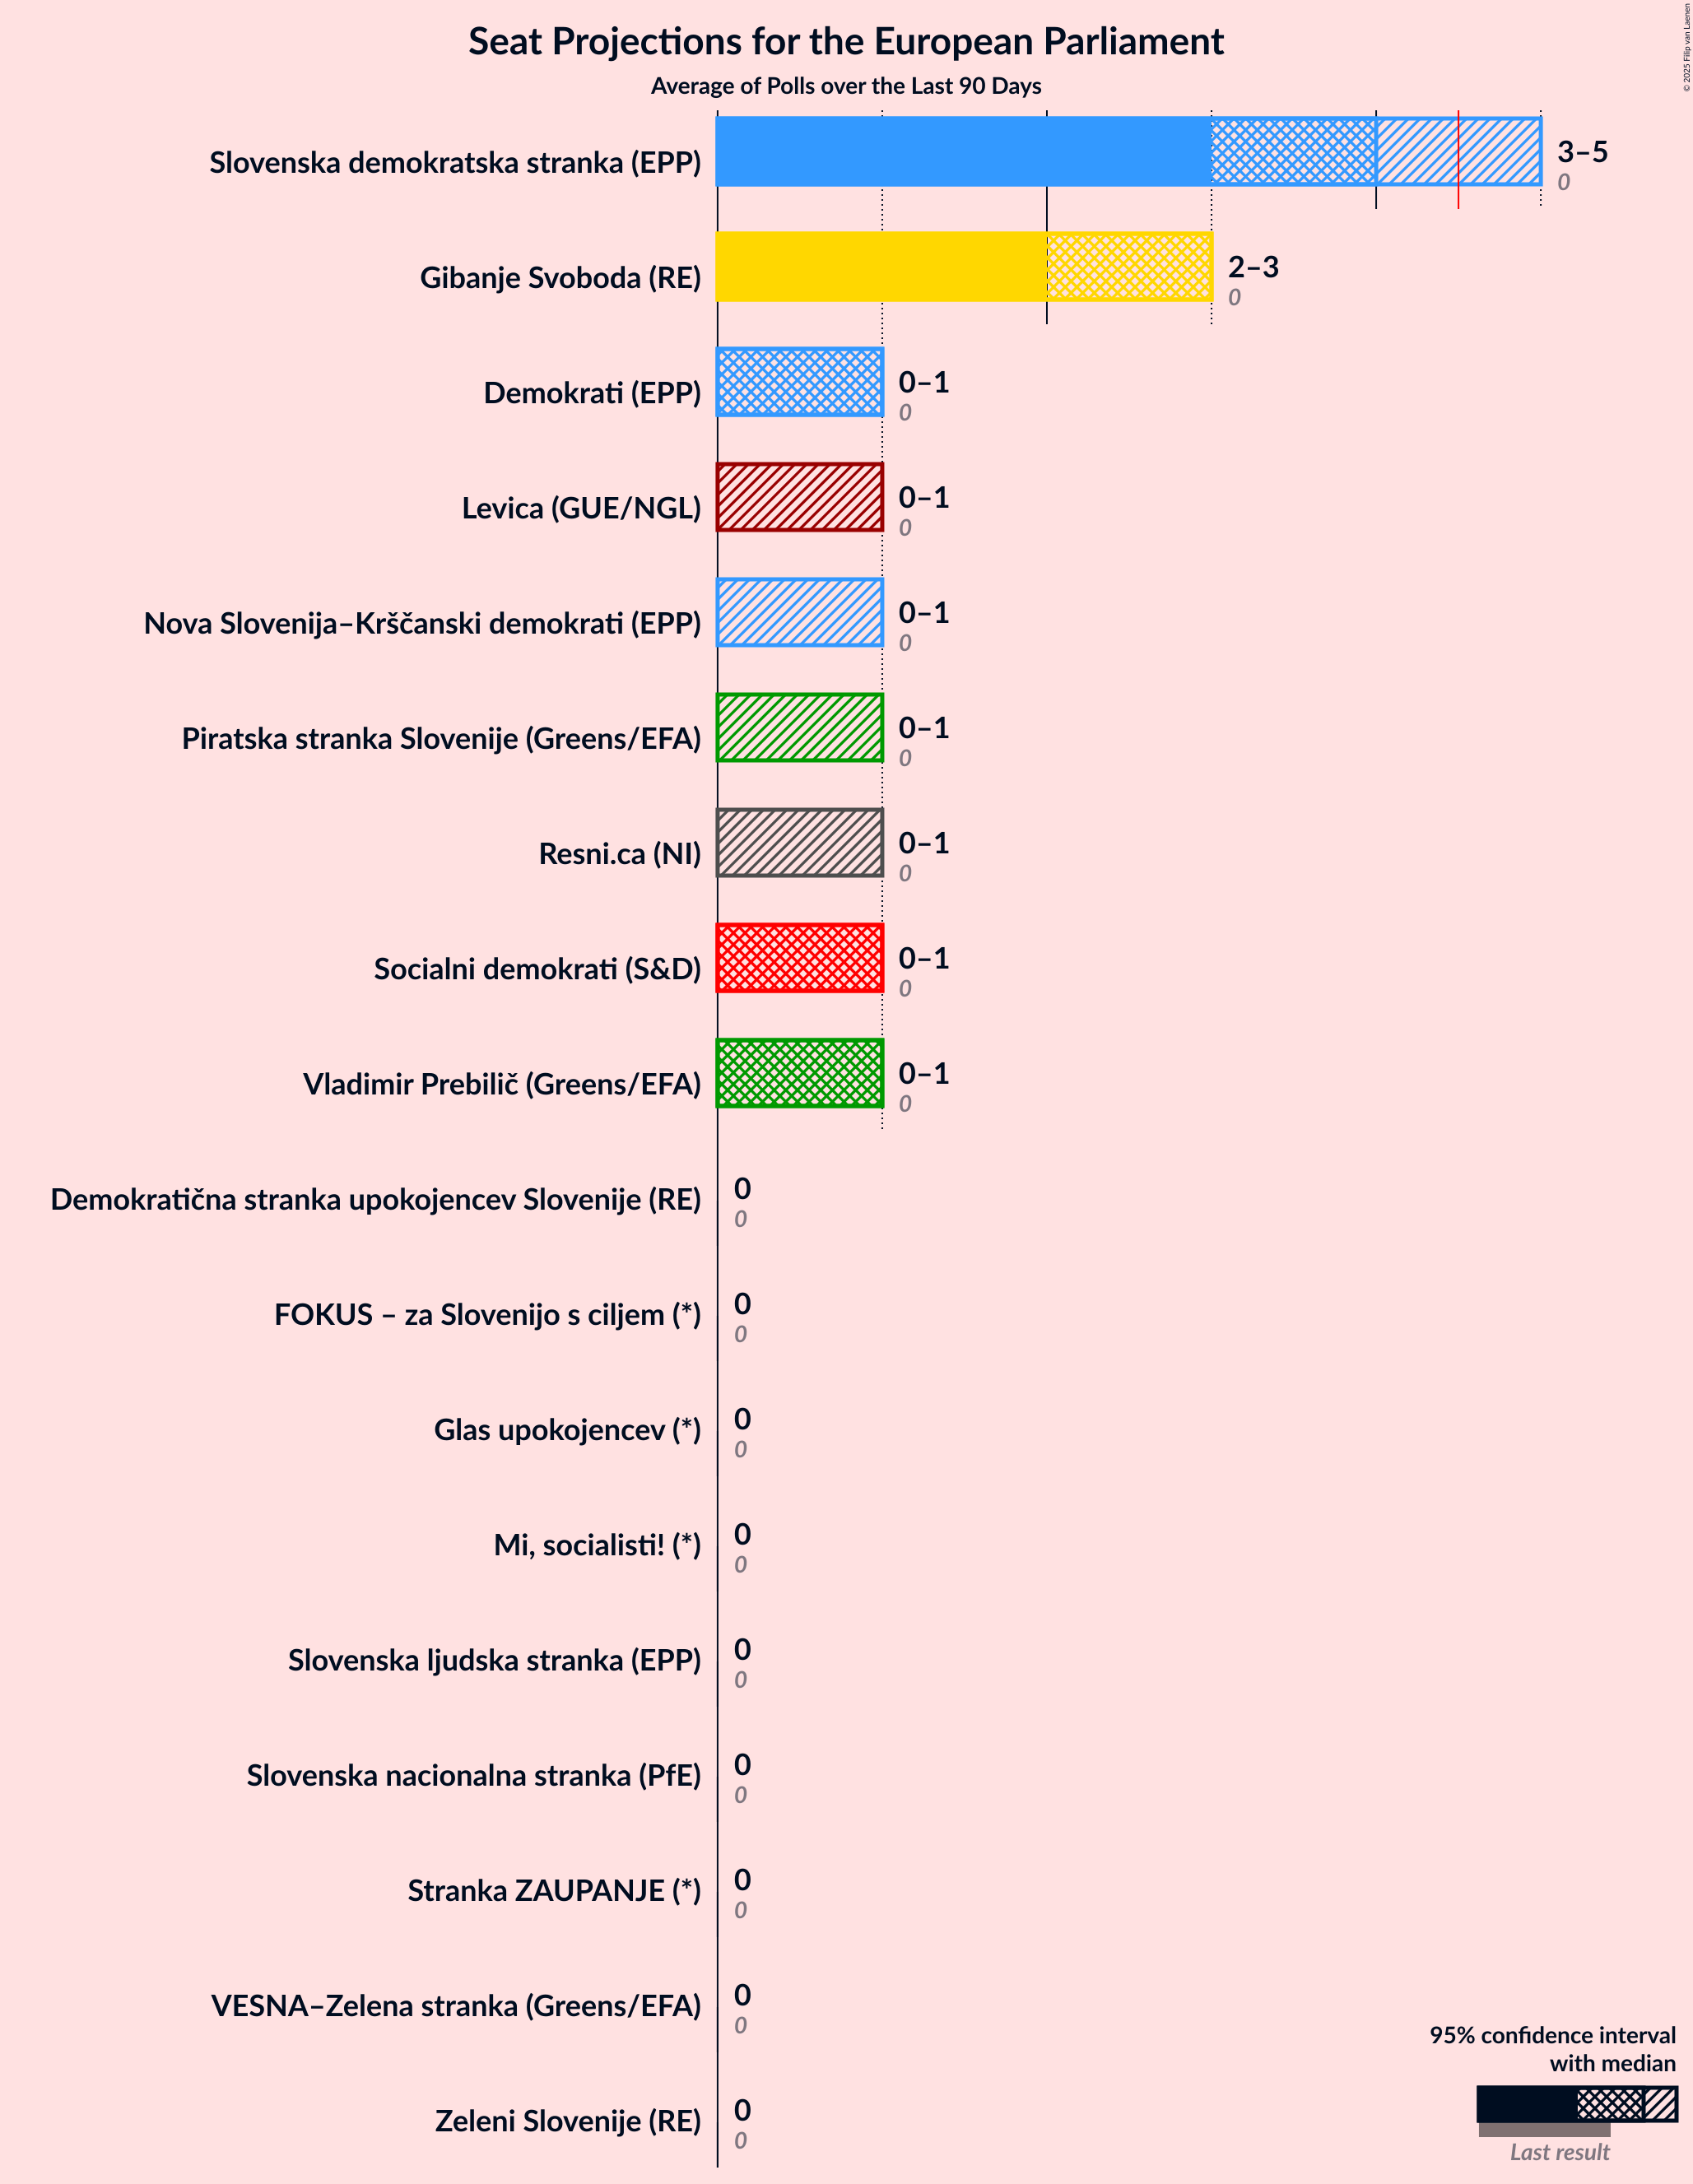 Seat Projections for the European Parliament
Average of Polls over the Last 90 Days
© 2025 Filip van Laenen
Slovenska demokratska stranka (EPP)
3–5
0
Gibanje Svoboda (RE)
2–3
0
Demokrati (EPP)
0–1
0
Levica (GUE/NGL)
0–1
0
Nova Slovenija–Krščanski demokrati (EPP)
0–1
0
Piratska stranka Slovenije (Greens/EFA)
0–1
0
Resni.ca (NI)
0–1
0
Socialni demokrati (S&D)
0–1
0
Vladimir Prebilič (Greens/EFA)
0–1
0
Demokratična stranka upokojencev Slovenije (RE)
0
0
FOKUS – za Slovenijo s ciljem (*)
0
0
Glas upokojencev (*)
0
0
Mi, socialisti! (*)
0
0
Slovenska ljudska stranka (EPP)
0
0
Slovenska nacionalna stranka (PfE)
0
0
Stranka ZAUPANJE (*)
0
0
VESNA–Zelena stranka (Greens/EFA)
0
0
Zeleni Slovenije (RE)
0
0
95% confidence interval
with median
Last result